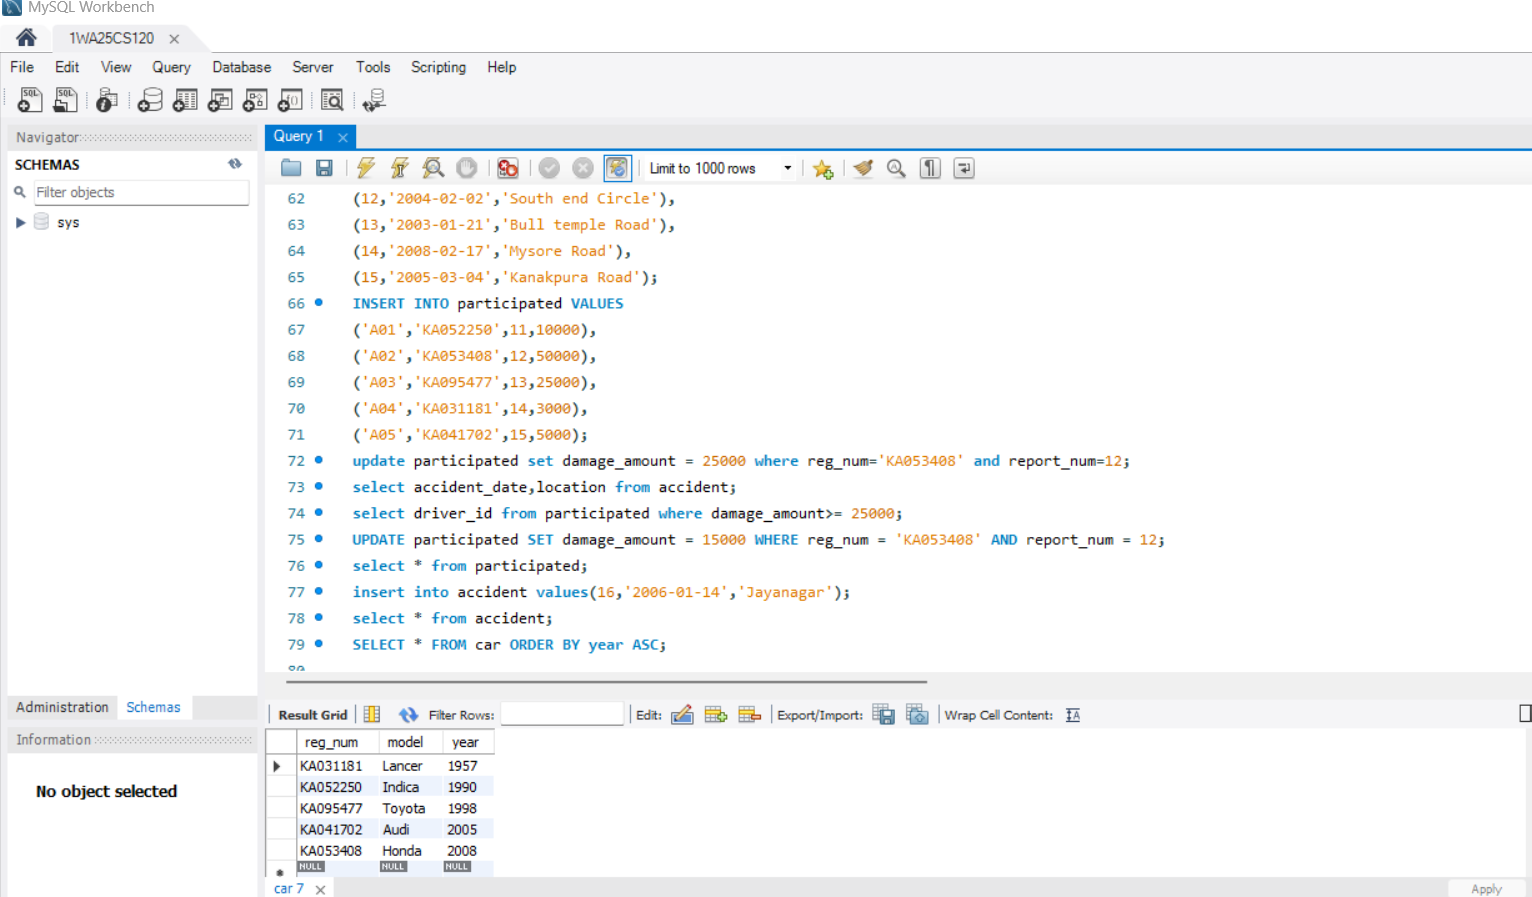 MySQL Workbench
1WA25CS120
File Edit View Query Database Server Tools Scripting Help
Navigator
SCHEMAS
Filter objects
sys
Query 1
Limit to 1000 rows
62 (12,'2004-02-02','South end Circle'),
63 (13,'2003-01-21','Bull temple Road'),
64 (14,'2008-02-17','Mysore Road'),
65 (15,'2005-03-04','Kanakpura Road');
66 INSERT INTO participated VALUES
67 ('A01','KA052250',11,10000),
68 ('A02','KA053408',12,50000),
69 ('A03','KA095477',13,25000),
70 ('A04','KA031181',14,3000),
71 ('A05','KA041702',15,5000);
72 update participated set damage_amount = 25000 where reg_num='KA053408' and report_num=12;
73 select accident_date,location from accident;
74 select driver_id from participated where damage_amount>= 25000;
75 UPDATE participated SET damage_amount = 15000 WHERE reg_num = 'KA053408' AND report_num = 12;
76 select * from participated;
77 insert into accident values(16,'2006-01-14','Jayanagar');
78 select * from accident;
79 SELECT * FROM car ORDER BY year ASC;
80
Administration Schemas
Information
No object selected
Result Grid Filter Rows: Edit: Export/Import: Wrap Cell Content:
reg_num model year
KA031181 Lancer 1957
KA052250 Indica 1990
KA095477 Toyota 1998
KA041702 Audi 2005
KA053408 Honda 2008
NULL NULL NULL
car 7
Apply